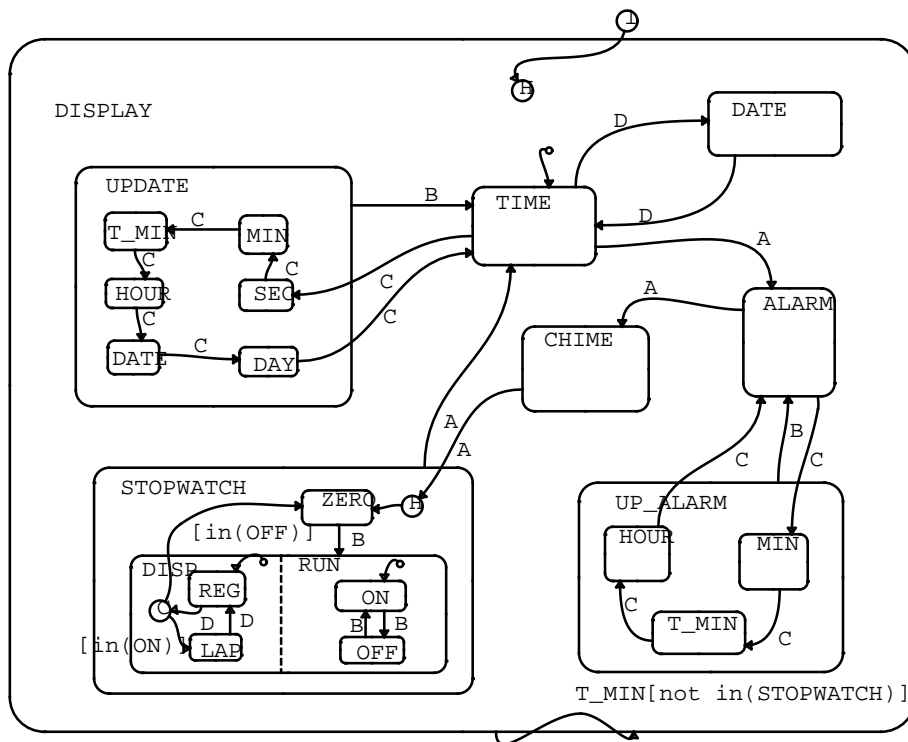 T
H
DISPLAY
DATE
D
UPDATE
B
TIME
D
T_MIN
C
MIN
A
C
C
HOUR
SEC
C
A
ALARM
C
C
DATE
C
DAY
CHIME
A
A
B
C
C
STOPWATCH
ZERO
H
UP_ALARM
[in(OFF)]
B
HOUR
MIN
DISP
RUN
REG
ON
C
D
D
B
B
C
T_MIN
C
[in(ON)]
LAP
OFF
T_MIN[not in(STOPWATCH)]